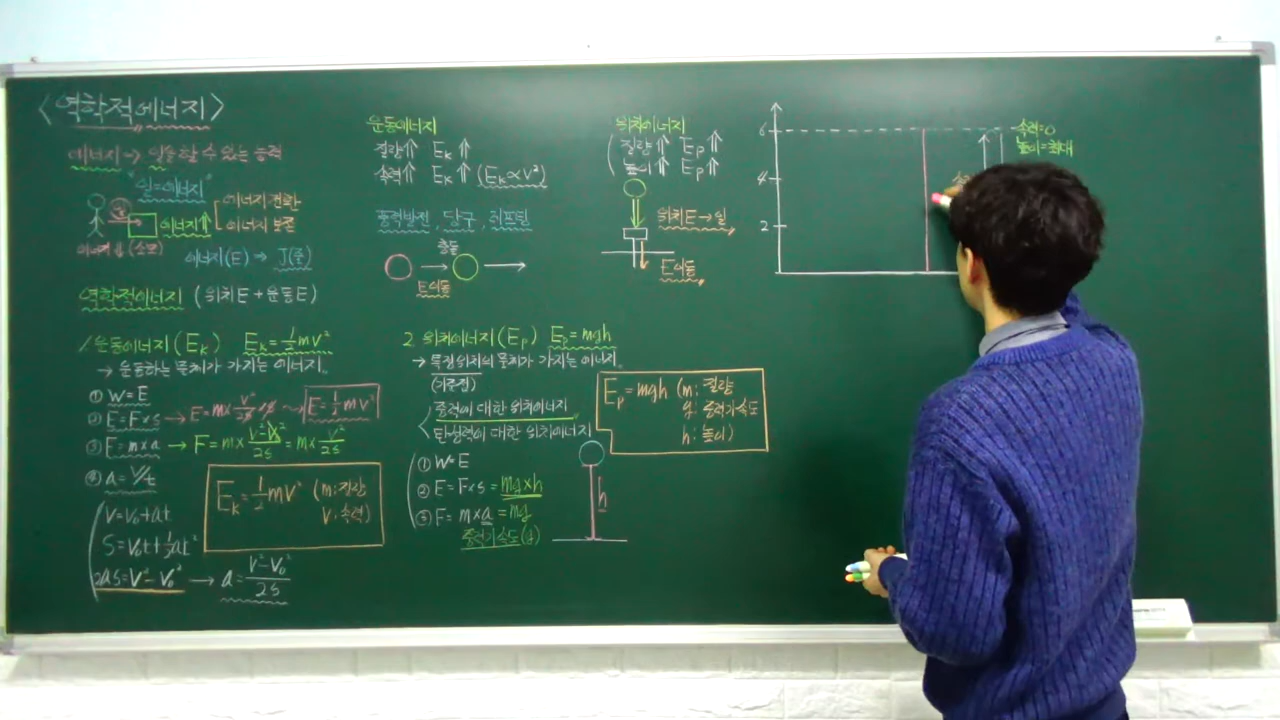 <역학적에너지>
에너지 → 일을 할 수 있는 능력
"일=에너지"
에너지 전환
에너지⇑
에너지 보존
에너지⇓ (소모)
에너지(E) ⇒ J(줄)
역학적에너지 (위치E + 운동E)
1 운동에너지(Ek) Ek=½mv²
→ 운동하는 물체가 가지는 에너지.
① W=E
② E=F×s → E=m×v²/2s×s ⇝ E=½mv²
③ F=m×a → F=m×(v²-v₀²)/2s = m×v²/2s
④ a=v/t
v=v₀+at
s=v₀t+½at²
2as=v²-v₀² → a=(v²-v₀²)/2s
Ek=½mv² (m:질량
v:속력)
운동에너지
질량⇑ Ek⇑
속력⇑ Ek⇑ (Ek∝v²)
풍력발전, 당구, 러프팅
충돌
E이동
2 위치에너지(Ep) Ep=mgh
→ 특정위치의 물체가 가지는 에너지.
(기준점)
중력에 대한 위치에너지
탄성력에 대한 위치에너지
① W=E
② E=F×s=mg×h
③ F=m×a=mg
중력가속도(g)
h
Ep=mgh (m:질량
g:중력가속도
h:높이)
위치에너지
질량⇑ Ep⇑
높이⇑ Ep⇑
위치E→일
E이동
6
4
2
속력=0
높이=최대